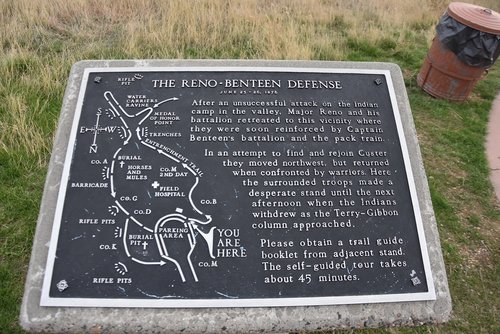 THE RENO-BENTEEN DEFENSE
JUNE 25-26, 1876
After an unsuccessful attack on the Indian
camp in the valley, Major Reno and his
battalion retreated to this vicinity where
they were soon reinforced by Captain
Benteen's battalion and the pack train.
In an attempt to find and rejoin Custer
they moved northwest, but returned
when confronted by warriors. Here
the surrounded troops made a
desperate stand until the next
afternoon when the Indians
withdrew as the Terry-Gibbon
column approached.
Please obtain a trail guide
booklet from adjacent stand.
The self-guided tour takes
about 45 minutes.
RIFLE PIT
WATER
CARRIERS
RAVINE
MEDAL
OF HONOR
TRENCHES
ENTRENCHMENT TRAIL
S
E
W
N
CO. A
BURIAL
HORSES
AND
MULES
CO. M
2ND DAY
BARRICADE
FIELD
HOSPITAL
CO. G
CO. D
CO. B
RIFLE PITS
PARKING
AREA
YOU
ARE
HERE
CO. K
BURIAL
PIT
CO. M
RIFLE PITS